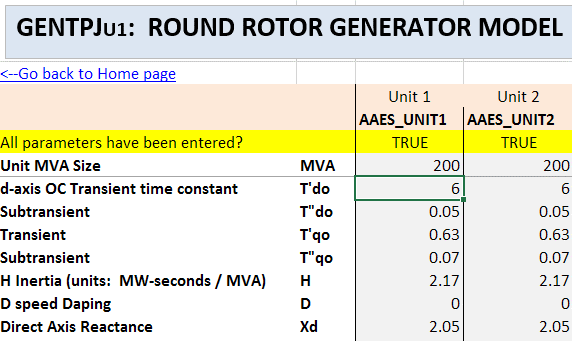 GENTPJU1: ROUND ROTOR GENERATOR MODEL
<--Go back to Home page
Unit 1 Unit 2
AAES_UNIT1 AAES_UNIT2
All parameters have been entered? TRUE TRUE
Unit MVA Size MVA 200 200
d-axis OC Transient time constant T'do 6 6
Subtransient T"do 0.05 0.05
Transient T'qo 0.63 0.63
Subtransient T"qo 0.07 0.07
H Inertia (units: MW-seconds / MVA) H 2.17 2.17
D speed Daping D 0 0
Direct Axis Reactance Xd 2.05 2.05